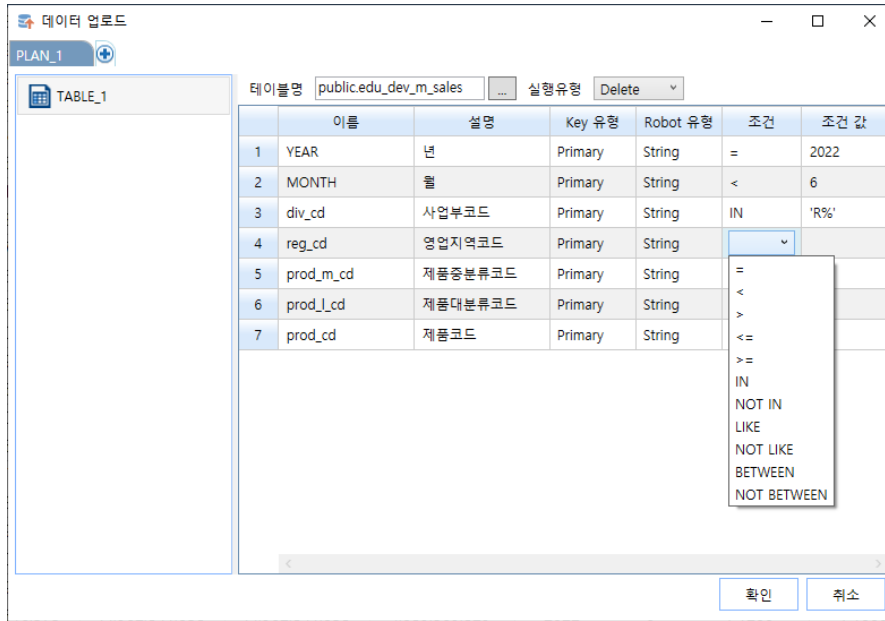 데이터 업로드
PLAN_1
TABLE_1
테이블명 public.edu_dev_m_sales ... 실행유형 Delete
이름 설명 Key 유형 Robot 유형 조건 조건 값
1 YEAR 년 Primary String = 2022
2 MONTH 월 Primary String < 6
3 div_cd 사업부코드 Primary String IN 'R%'
4 reg_cd 영업지역코드 Primary String
5 prod_m_cd 제품중분류코드 Primary String
6 prod_l_cd 제품대분류코드 Primary String
7 prod_cd 제품코드 Primary String
=
<
>
<=
>=
IN
NOT IN
LIKE
NOT LIKE
BETWEEN
NOT BETWEEN
확인 취소